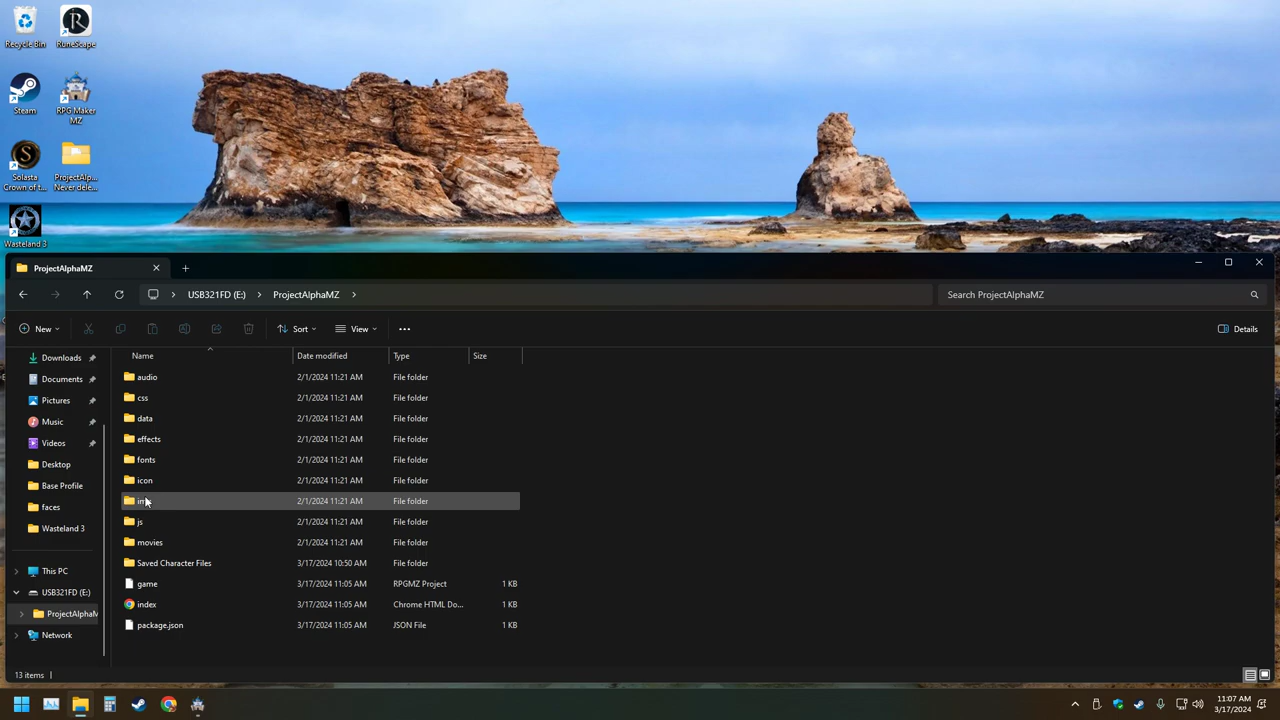 Recycle Bin
RuneScape
Steam
RPG Maker
MZ
Solasta
Crown of t...
ProjectAlp...
Never dele...
Wasteland 3
ProjectAlphaMZ
USB321FD (E:)
ProjectAlphaMZ
Search ProjectAlphaMZ
New
Sort
View
Details
Downloads
Documents
Pictures
Music
Videos
Desktop
Base Profile
faces
Wasteland 3
This PC
USB321FD (E:)
ProjectAlphaM
Network
Name Date modified Type Size
audio 2/1/2024 11:21 AM File folder
css 2/1/2024 11:21 AM File folder
data 2/1/2024 11:21 AM File folder
effects 2/1/2024 11:21 AM File folder
fonts 2/1/2024 11:21 AM File folder
icon 2/1/2024 11:21 AM File folder
2/1/2024 11:21 AM File folder
js 2/1/2024 11:21 AM File folder
movies 2/1/2024 11:21 AM File folder
Saved Character Files 3/17/2024 10:50 AM File folder
game 3/17/2024 11:05 AM RPGMZ Project 1 KB
index 3/17/2024 11:05 AM Chrome HTML Do... 1 KB
package.json 3/17/2024 11:05 AM JSON File 1 KB
13 items
11:07 AM
3/17/2024